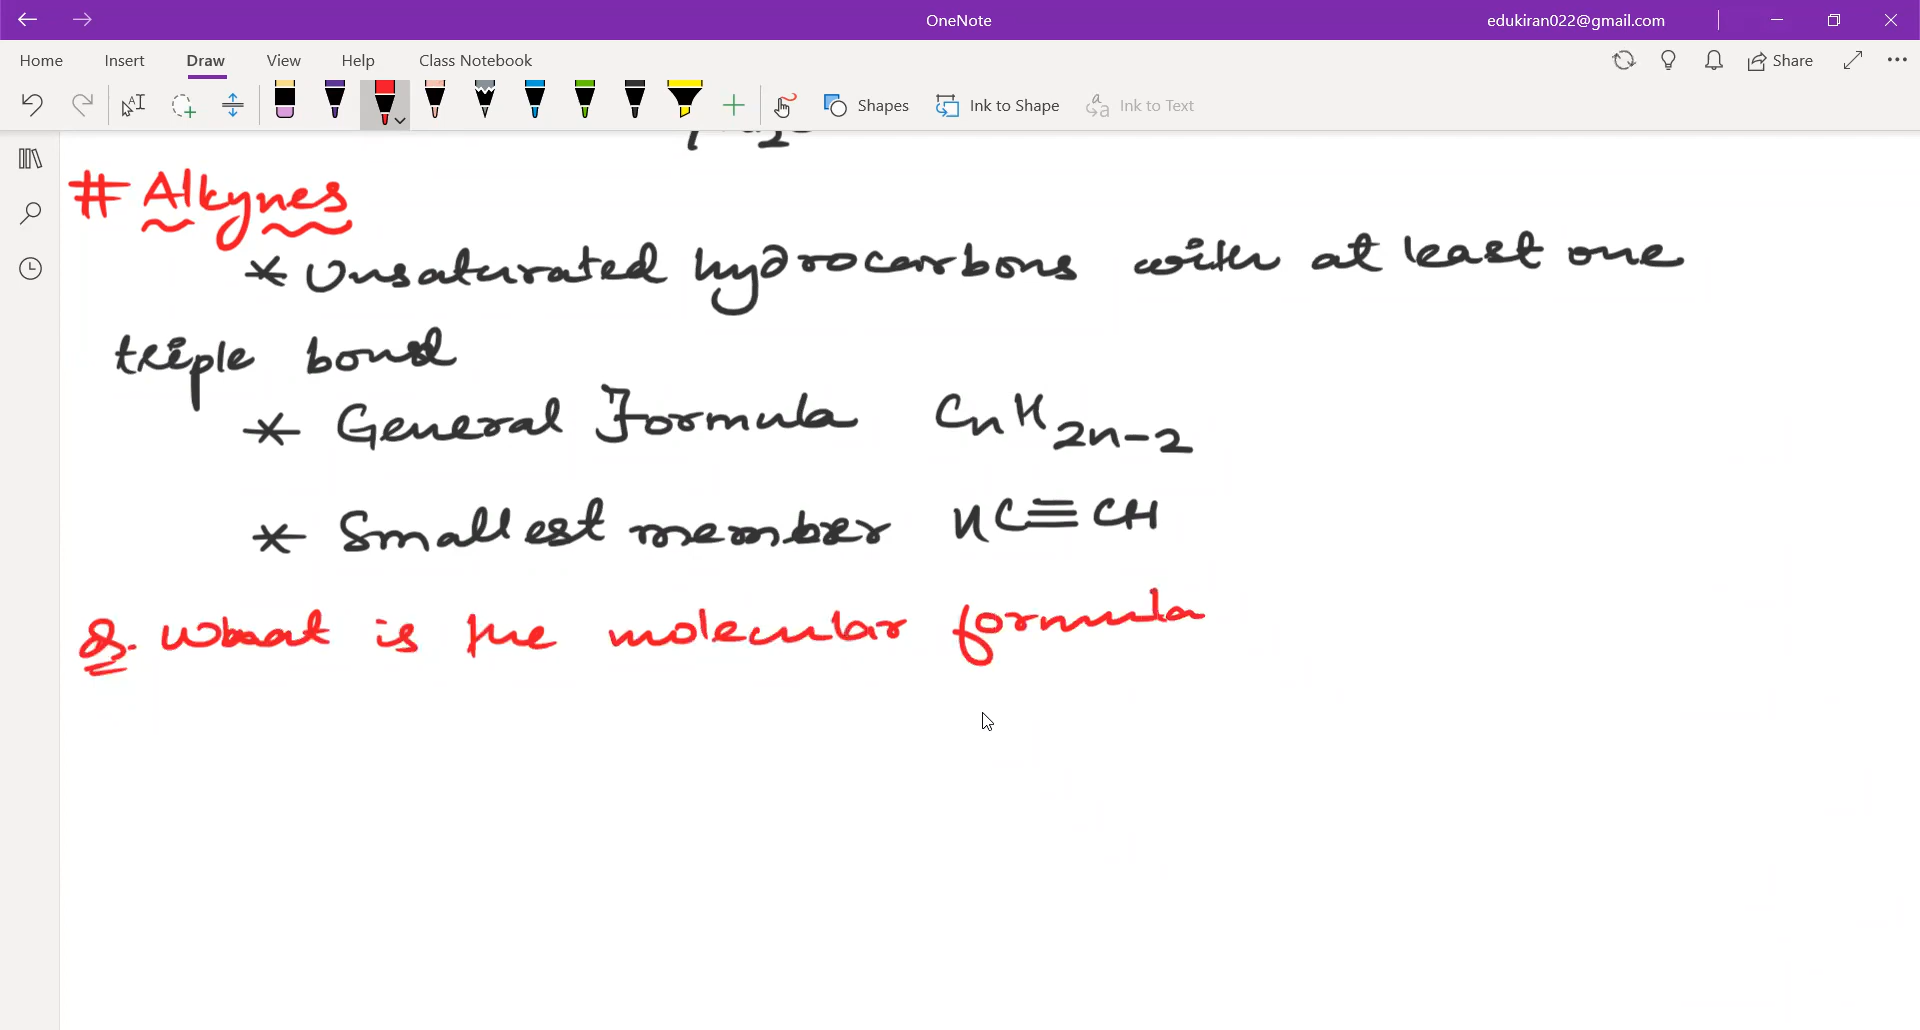 OneNote
edukiran022@gmail.com
Home Insert Draw View Help Class Notebook Share
Shapes Ink to Shape Ink to Text
# Alkynes
* Unsaturated hydrocarbons with at least one
triple bond
* General Formula CnH2n-2
* Smallest member HC≡CH
Q. What is the molecular formula